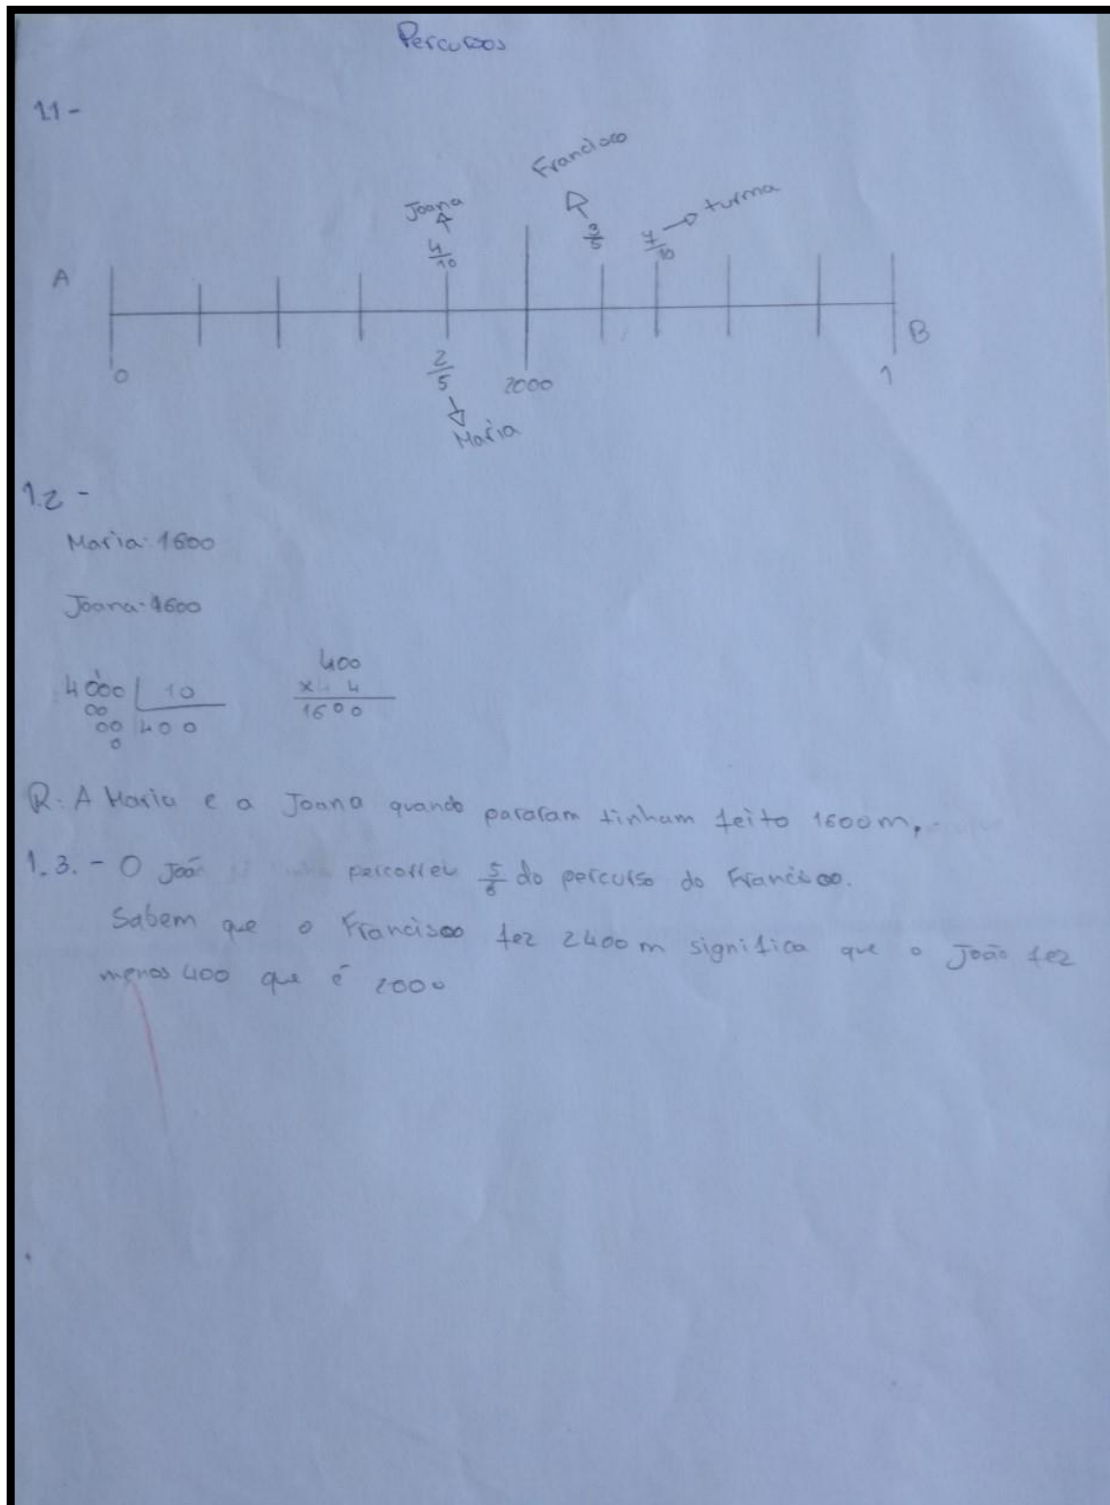 Percursos
1.1 -
Francisco
Joana
turma
4/10
3/5
7/10
A
B
0
2/5
2000
1
Maria
1.2 -
Maria: 1600
Joana: 1600
400
4000 | 10
x 4
00
1600
00 400
0
R: A Maria e a Joana quando pararam tinham feito 1600m,
1.3. - O João percorreu 5/6 do percurso do Francisco.
Sabem que o Francisco fez 2400 m significa que o João fez
menos 400 que é 2000